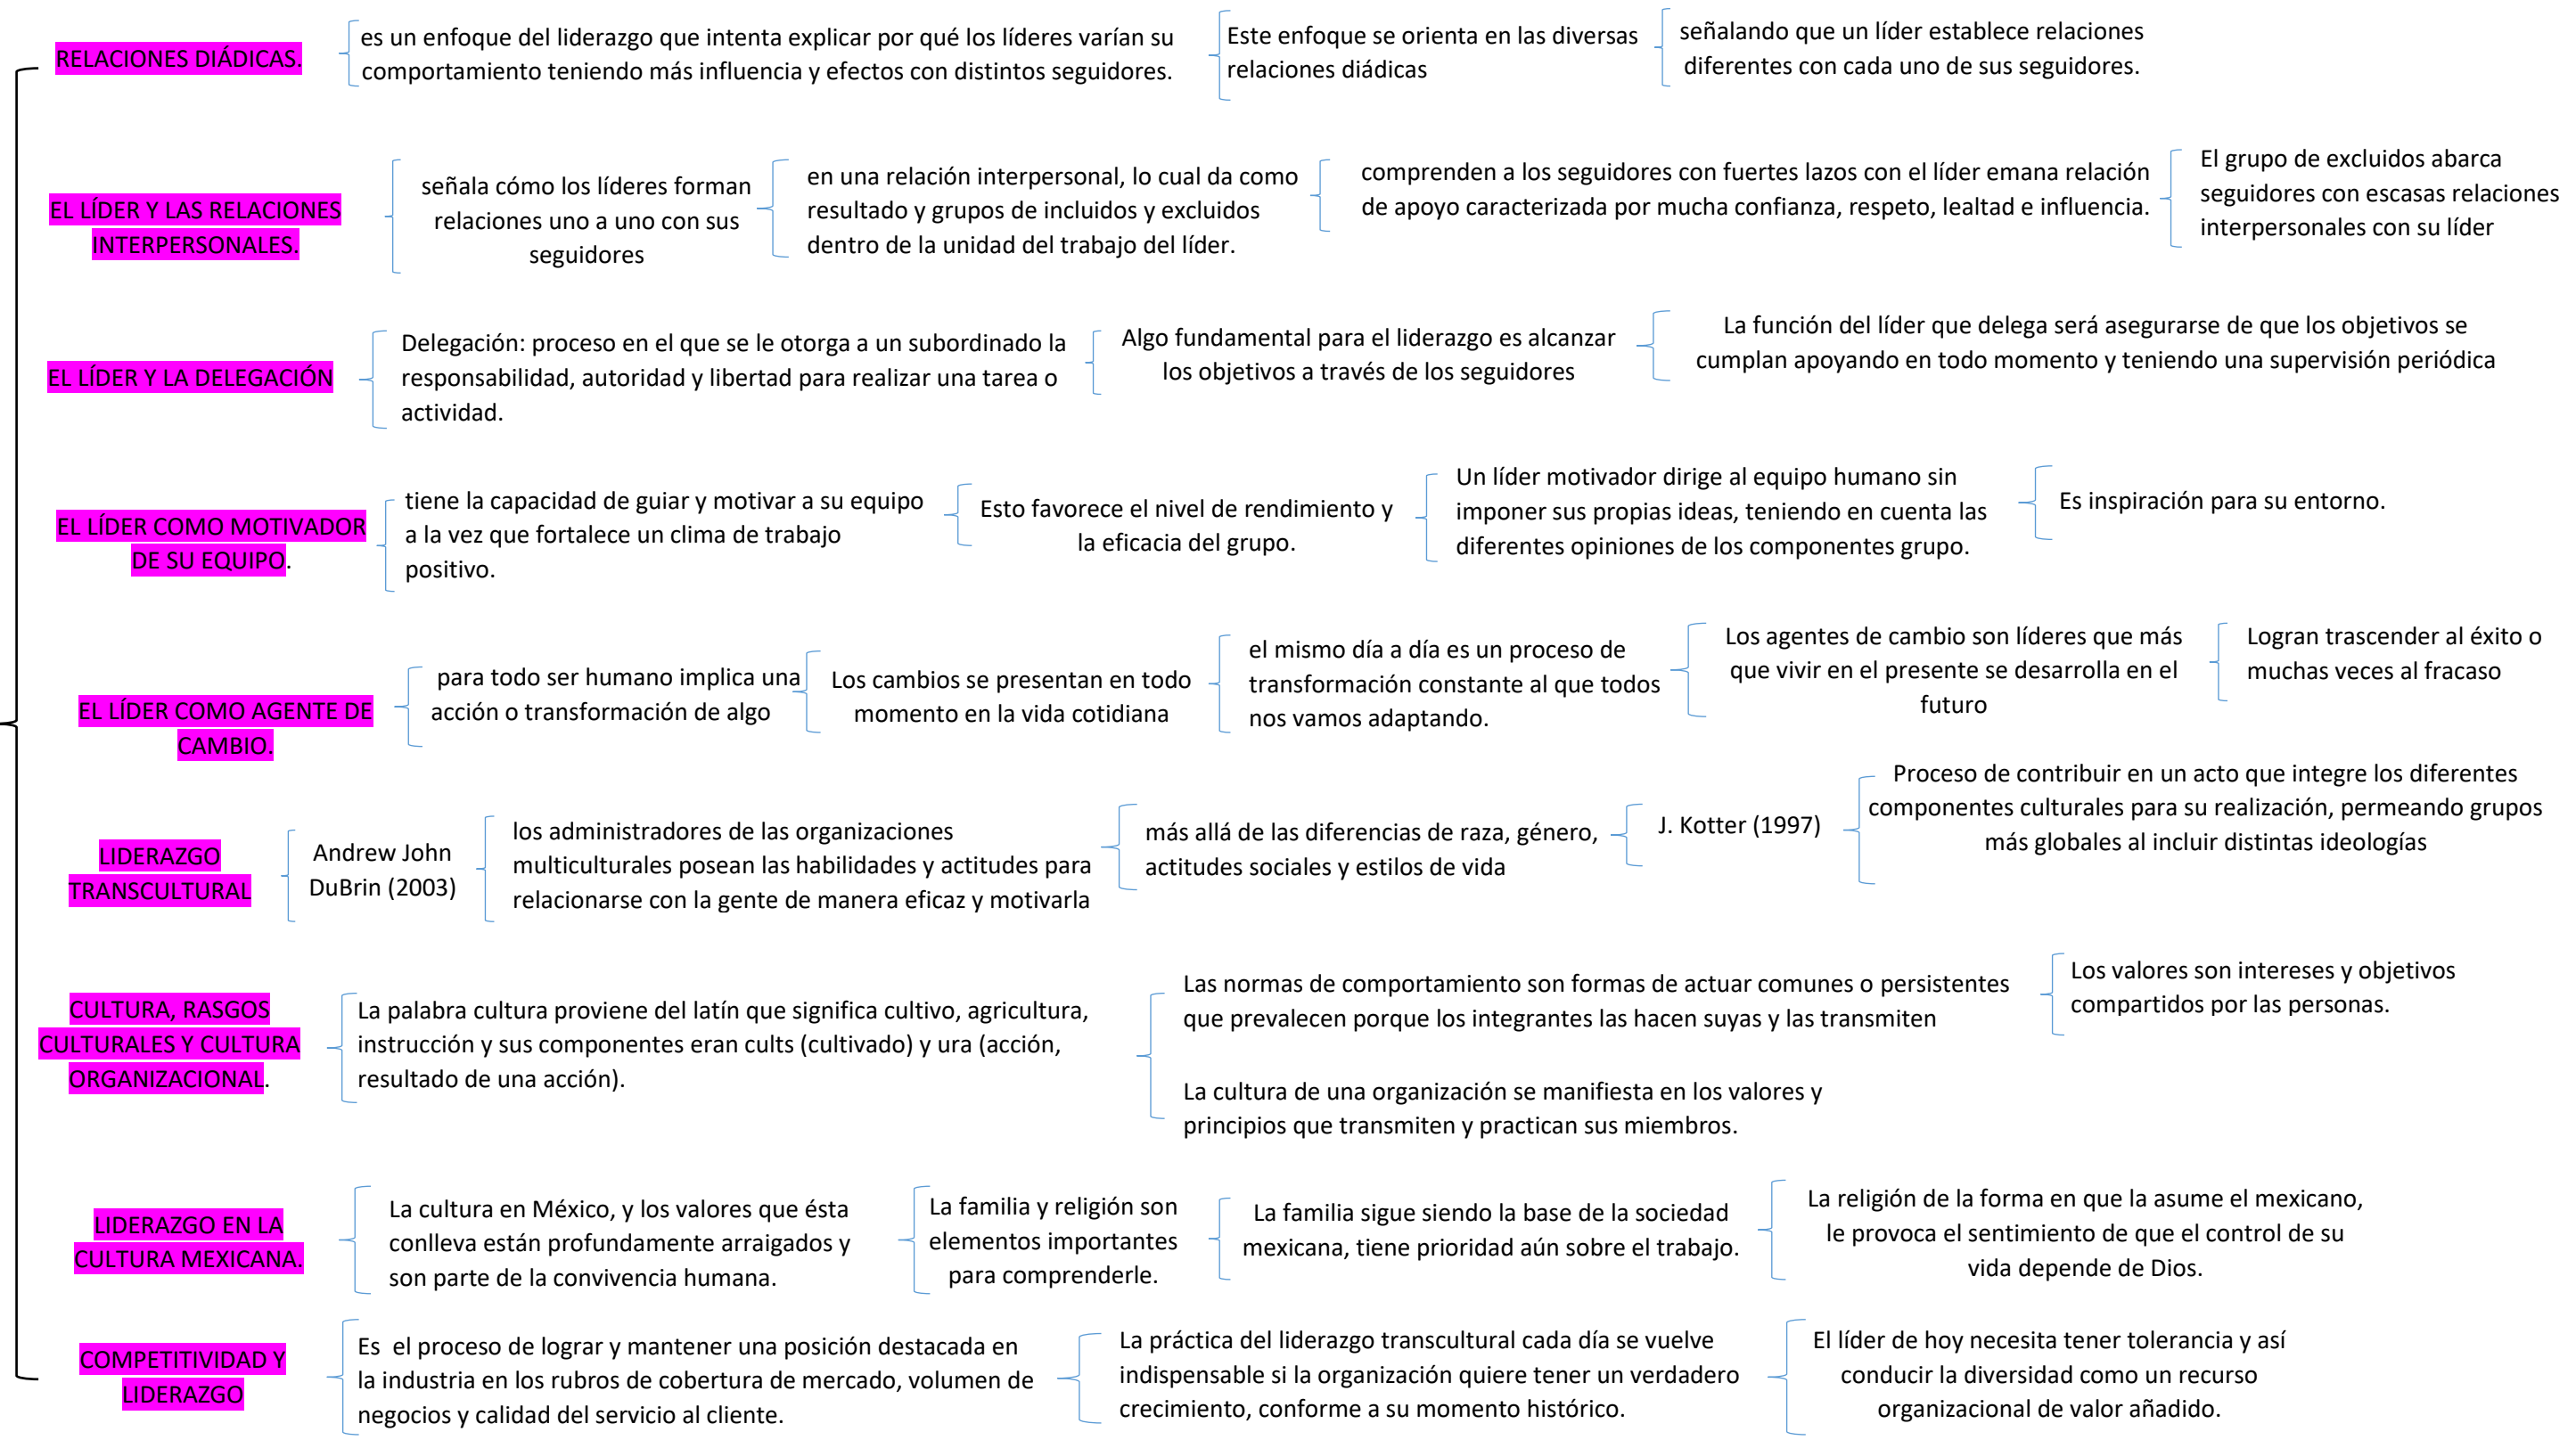 RELACIONES DIÁDICAS.
es un enfoque del liderazgo que intenta explicar por qué los líderes varían su
comportamiento teniendo más influencia y efectos con distintos seguidores.
Este enfoque se orienta en las diversas
relaciones diádicas
señalando que un líder establece relaciones
diferentes con cada uno de sus seguidores.
EL LÍDER Y LAS RELACIONES
INTERPERSONALES.
señala cómo los líderes forman
relaciones uno a uno con sus
seguidores
en una relación interpersonal, lo cual da como
resultado y grupos de incluidos y excluidos
dentro de la unidad del trabajo del líder.
comprenden a los seguidores con fuertes lazos con el líder emana relación
de apoyo caracterizada por mucha confianza, respeto, lealtad e influencia.
El grupo de excluidos abarca
seguidores con escasas relaciones
interpersonales con su líder
EL LÍDER Y LA DELEGACIÓN
Delegación: proceso en el que se le otorga a un subordinado la
responsabilidad, autoridad y libertad para realizar una tarea o
actividad.
Algo fundamental para el liderazgo es alcanzar
los objetivos a través de los seguidores
La función del líder que delega será asegurarse de que los objetivos se
cumplan apoyando en todo momento y teniendo una supervisión periódica
EL LÍDER COMO MOTIVADOR
DE SU EQUIPO.
tiene la capacidad de guiar y motivar a su equipo
a la vez que fortalece un clima de trabajo
positivo.
Esto favorece el nivel de rendimiento y
la eficacia del grupo.
Un líder motivador dirige al equipo humano sin
imponer sus propias ideas, teniendo en cuenta las
diferentes opiniones de los componentes grupo.
Es inspiración para su entorno.
EL LÍDER COMO AGENTE DE
CAMBIO.
para todo ser humano implica una
acción o transformación de algo
Los cambios se presentan en todo
momento en la vida cotidiana
el mismo día a día es un proceso de
transformación constante al que todos
nos vamos adaptando.
Los agentes de cambio son líderes que más
que vivir en el presente se desarrolla en el
futuro
Logran trascender al éxito o
muchas veces al fracaso
LIDERAZGO
TRANSCULTURAL
Andrew John
DuBrin (2003)
los administradores de las organizaciones
multiculturales posean las habilidades y actitudes para
relacionarse con la gente de manera eficaz y motivarla
más allá de las diferencias de raza, género,
actitudes sociales y estilos de vida
J. Kotter (1997)
Proceso de contribuir en un acto que integre los diferentes
componentes culturales para su realización, permeando grupos
más globales al incluir distintas ideologías
CULTURA, RASGOS
CULTURALES Y CULTURA
ORGANIZACIONAL.
La palabra cultura proviene del latín que significa cultivo, agricultura,
instrucción y sus componentes eran cults (cultivado) y ura (acción,
resultado de una acción).
Las normas de comportamiento son formas de actuar comunes o persistentes
que prevalecen porque los integrantes las hacen suyas y las transmiten
La cultura de una organización se manifiesta en los valores y
principios que transmiten y practican sus miembros.
Los valores son intereses y objetivos
compartidos por las personas.
LIDERAZGO EN LA
CULTURA MEXICANA.
La cultura en México, y los valores que ésta
conlleva están profundamente arraigados y
son parte de la convivencia humana.
La familia y religión son
elementos importantes
para comprenderle.
La familia sigue siendo la base de la sociedad
mexicana, tiene prioridad aún sobre el trabajo.
La religión de la forma en que la asume el mexicano,
le provoca el sentimiento de que el control de su
vida depende de Dios.
COMPETITIVIDAD Y
LIDERAZGO
Es el proceso de lograr y mantener una posición destacada en
la industria en los rubros de cobertura de mercado, volumen de
negocios y calidad del servicio al cliente.
La práctica del liderazgo transcultural cada día se vuelve
indispensable si la organización quiere tener un verdadero
crecimiento, conforme a su momento histórico.
El líder de hoy necesita tener tolerancia y así
conducir la diversidad como un recurso
organizacional de valor añadido.